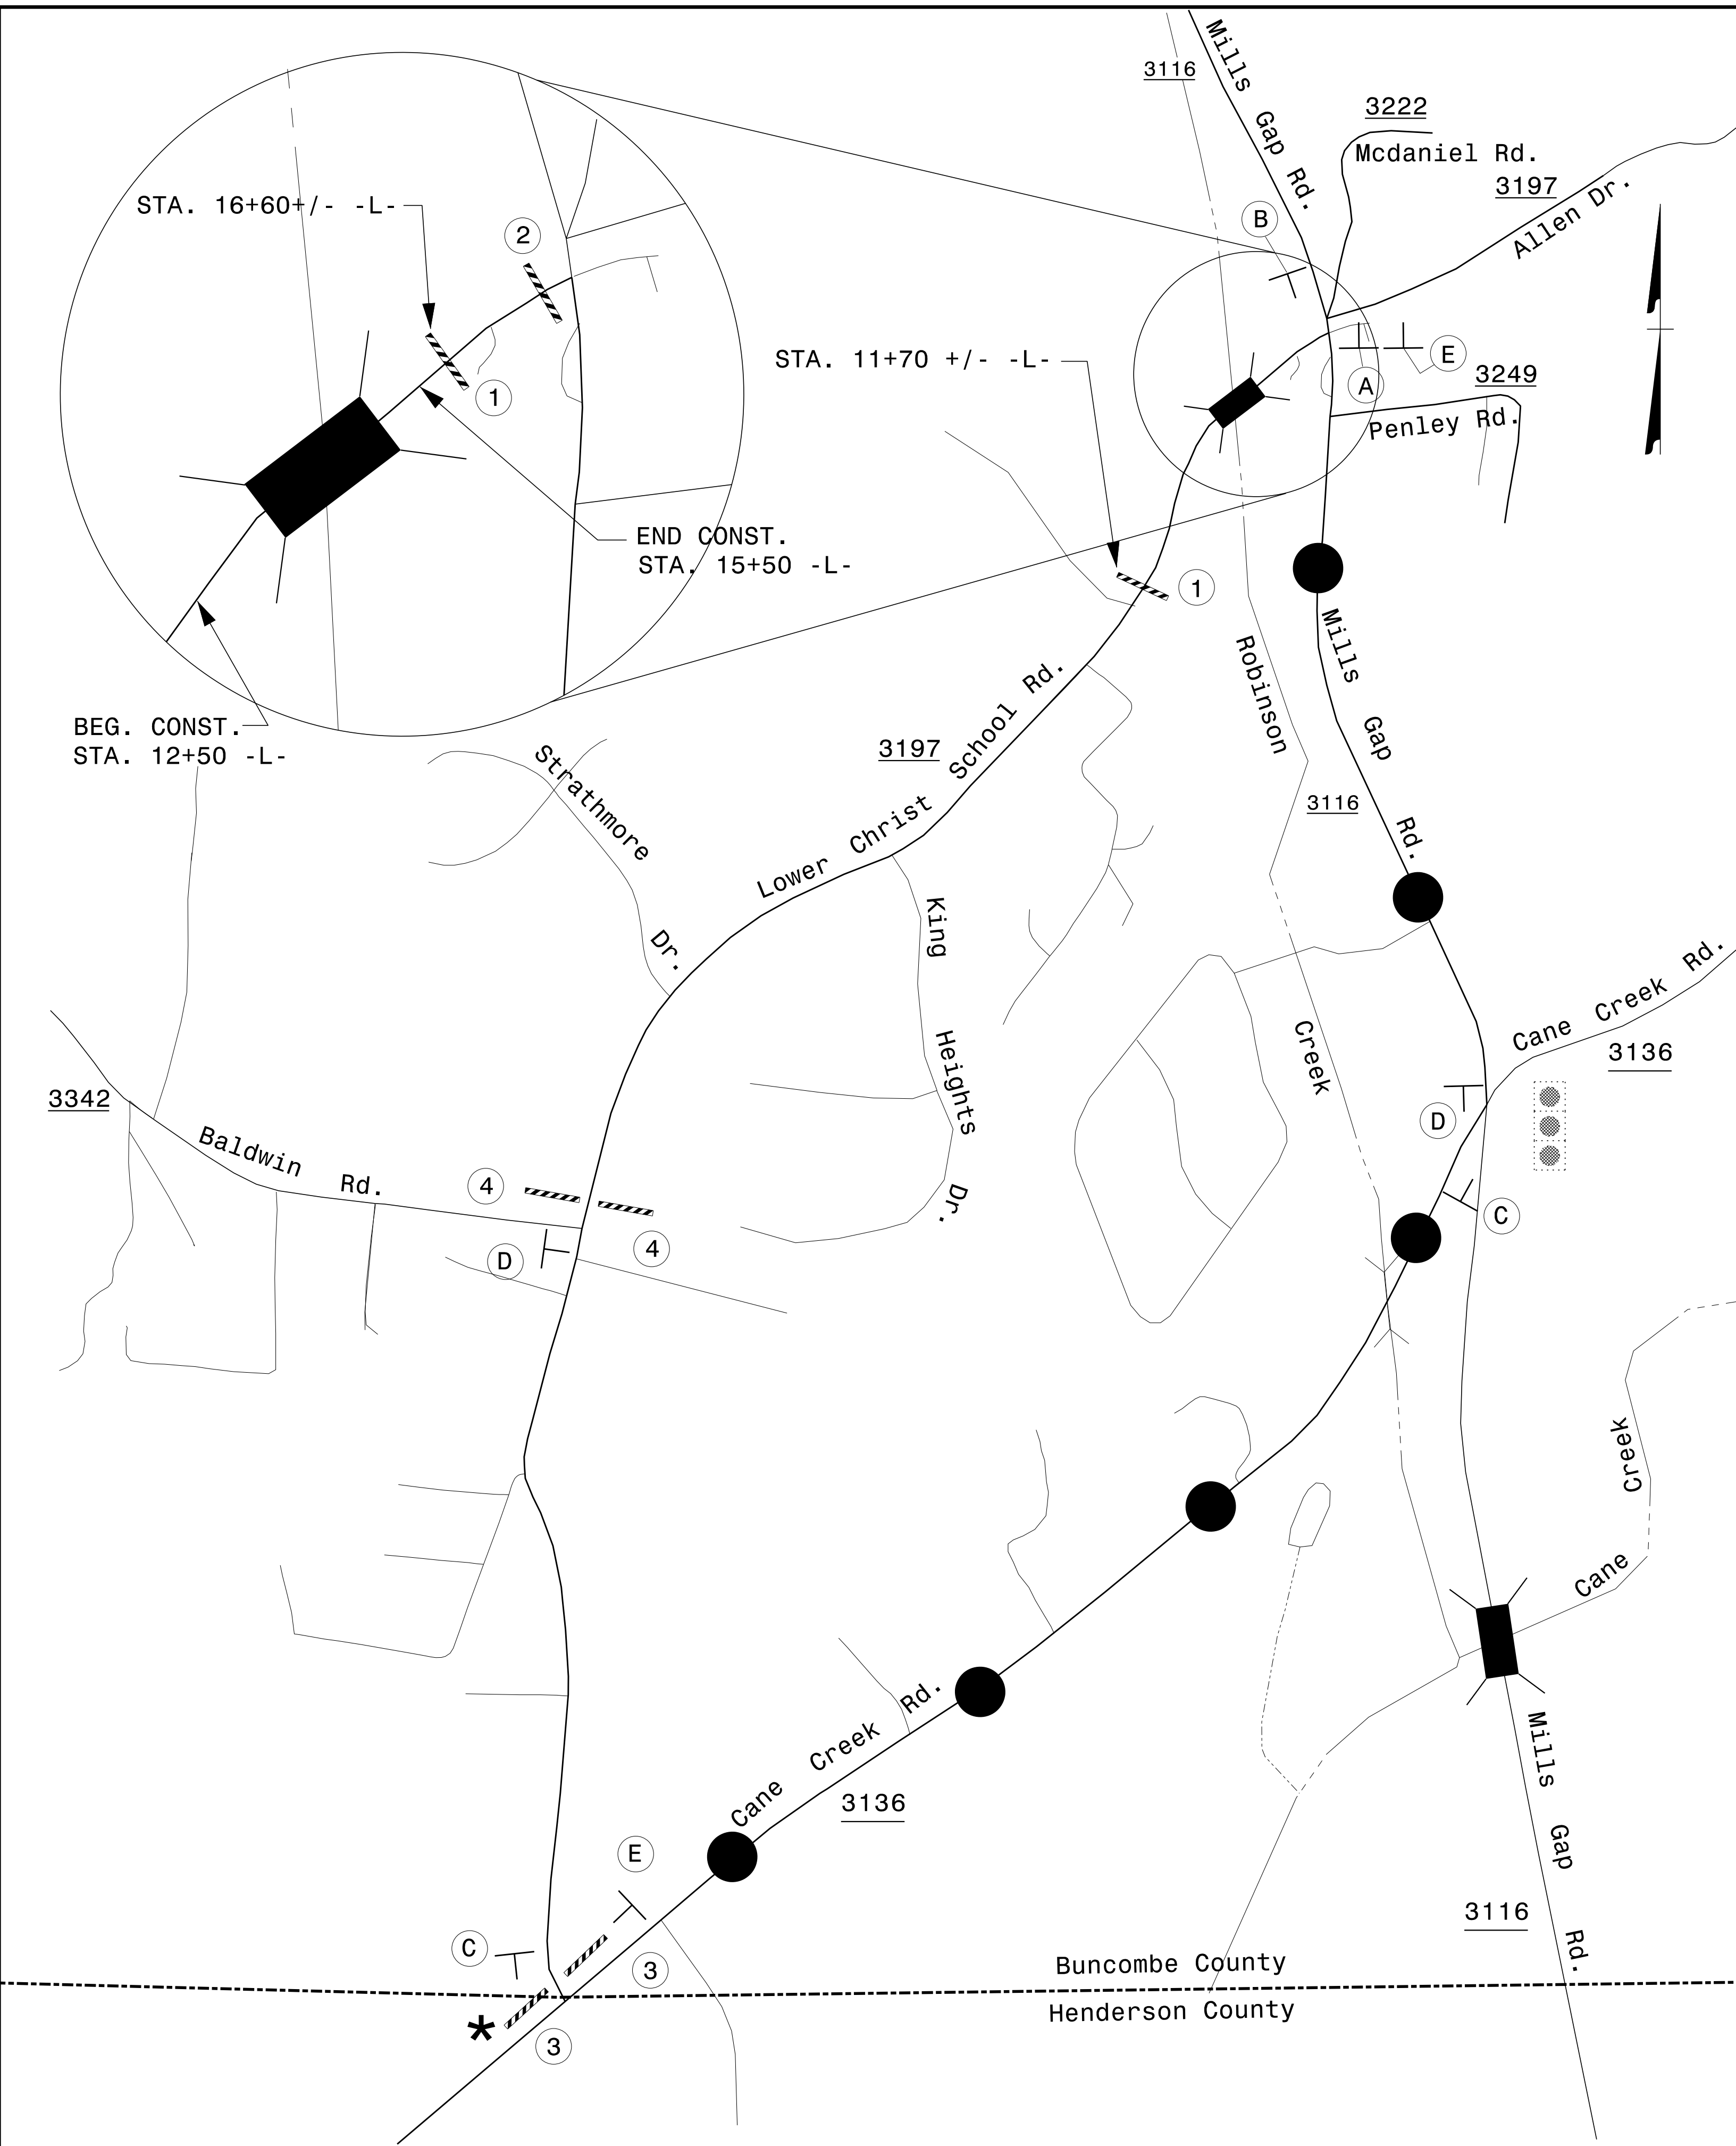 Mills Gap Rd.
3116
3222
Mcdaniel Rd.
3197
Allen Dr.
STA. 16+60+/- -L-
2
B
1
STA. 11+70 +/- -L-
E
A
3249
Penley Rd.
END CONST.
STA. 15+50 -L-
1
BEG. CONST.
STA. 12+50 -L-
Robinson Creek
Mills Gap Rd.
3116
3197
Lower Christ School Rd.
Strathmore Dr.
King Heights Dr.
Cane Creek Rd.
3136
3342
Baldwin Rd.
D
4
4
D
C
Cane Creek
Cane Creek Rd.
3136
Mills Gap Rd.
3116
E
C
3
Buncombe County
Henderson County
*
3